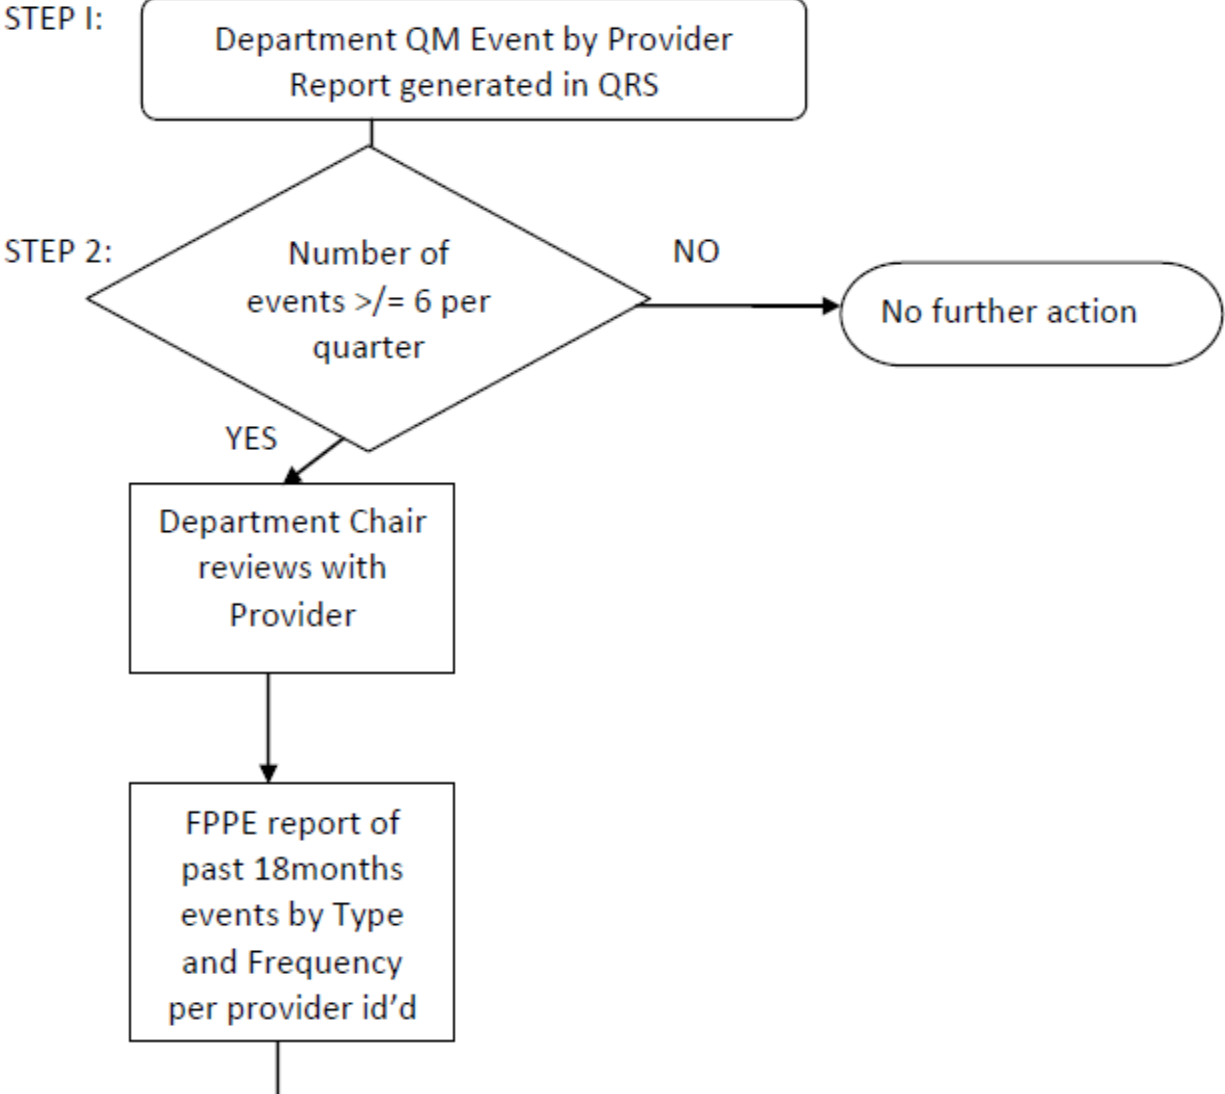 STEP I:
Department QM Event by Provider
Report generated in QRS
STEP 2:
Number of
events >/= 6 per
quarter
NO
No further action
YES
Department Chair
reviews with
Provider
FPPE report of
past 18months
events by Type
and Frequency
per provider id’d